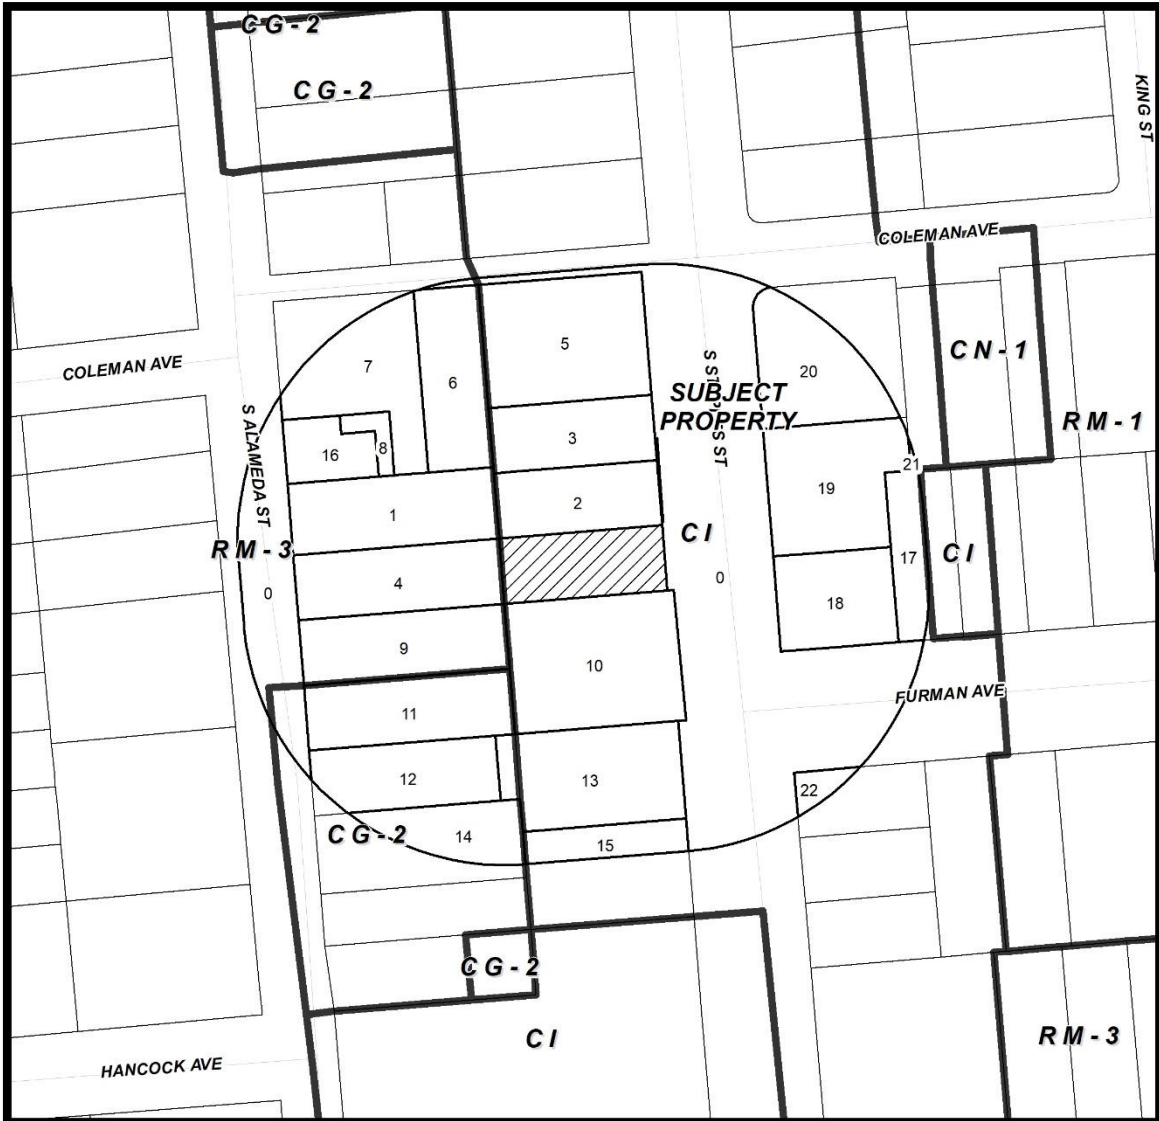 CG-2
CG-2
KING ST
COLEMAN AVE
CN-1
RM-1
COLEMAN AVE
5
7
6
20
SUBJECT
PROPERTY
S ALAMEDA ST
3
16
8
21
19
2
1
CI
RM-3
CI
17
4
0
0
18
9
10
FURMAN AVE
11
12
13
22
CG-2
14
15
CG-2
CI
RM-3
HANCOCK AVE